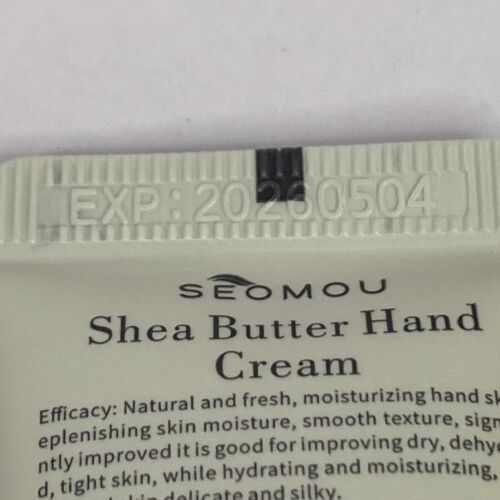 EXP:20260504
SEOMOU
Shea Butter Hand
Cream
Efficacy: Natural and fresh, moisturizing hand
eplenishing skin moisture, smooth texture,
ntly improved it is good for improving dry,
d, tight skin, while hydrating and moisturizing,
delicate and silky.